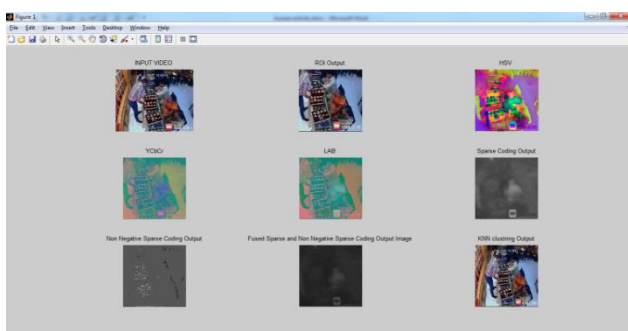 Figure 1
File Edit View Insert Tools Desktop Window Help
INPUT VIDEO
ROI Output
HSV
YCbCr
LAB
Sparse Coding Output
Non Negative Sparse Coding Output
Fused Sparse and Non Negative Sparse Coding Output Image
KNN clustring Output